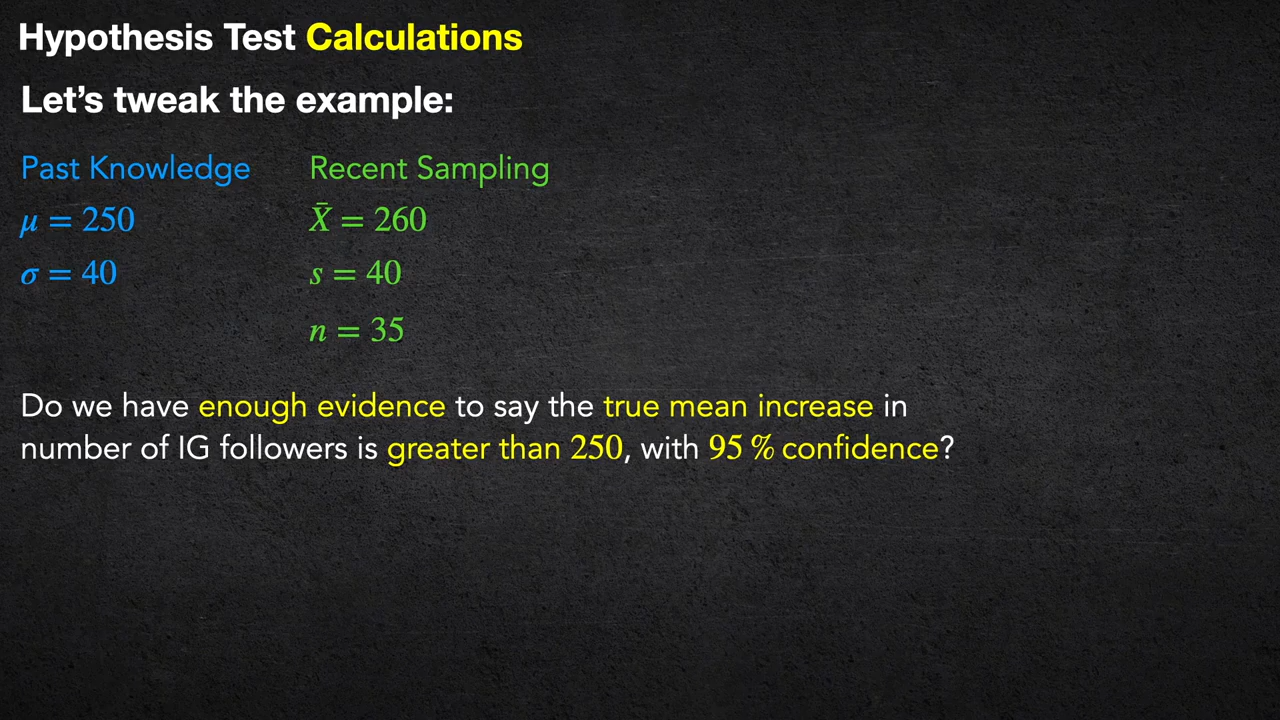 Hypothesis Test Calculations
Let's tweak the example:
Past Knowledge Recent Sampling
μ = 250 X̄ = 260
σ = 40 s = 40
n = 35
Do we have enough evidence to say the true mean increase in
number of IG followers is greater than 250, with 95 % confidence?